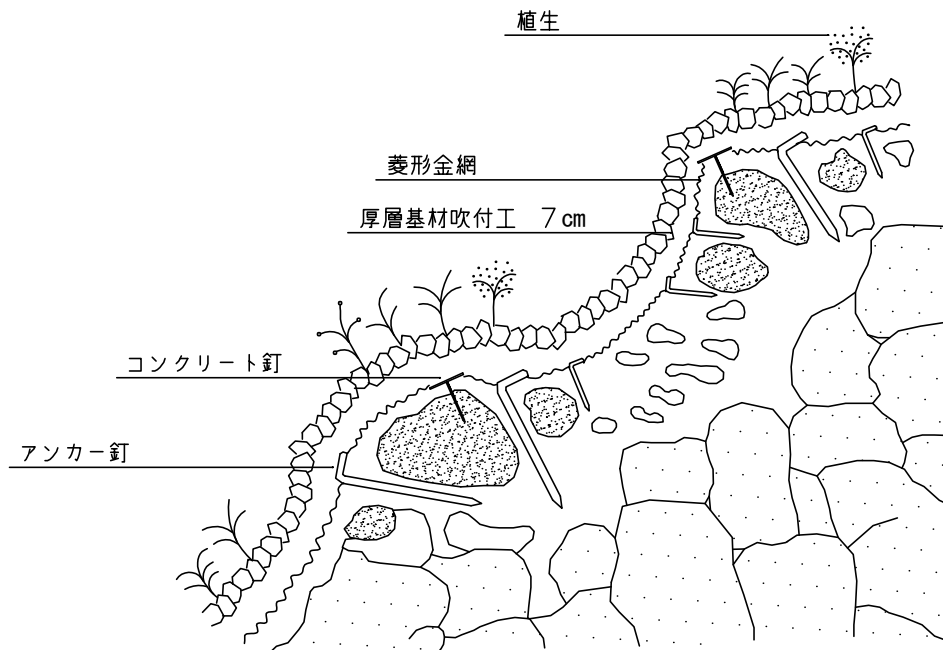 植生
菱形金網
厚層基材吹付工 7cm
コンクリート釘
アンカー釘